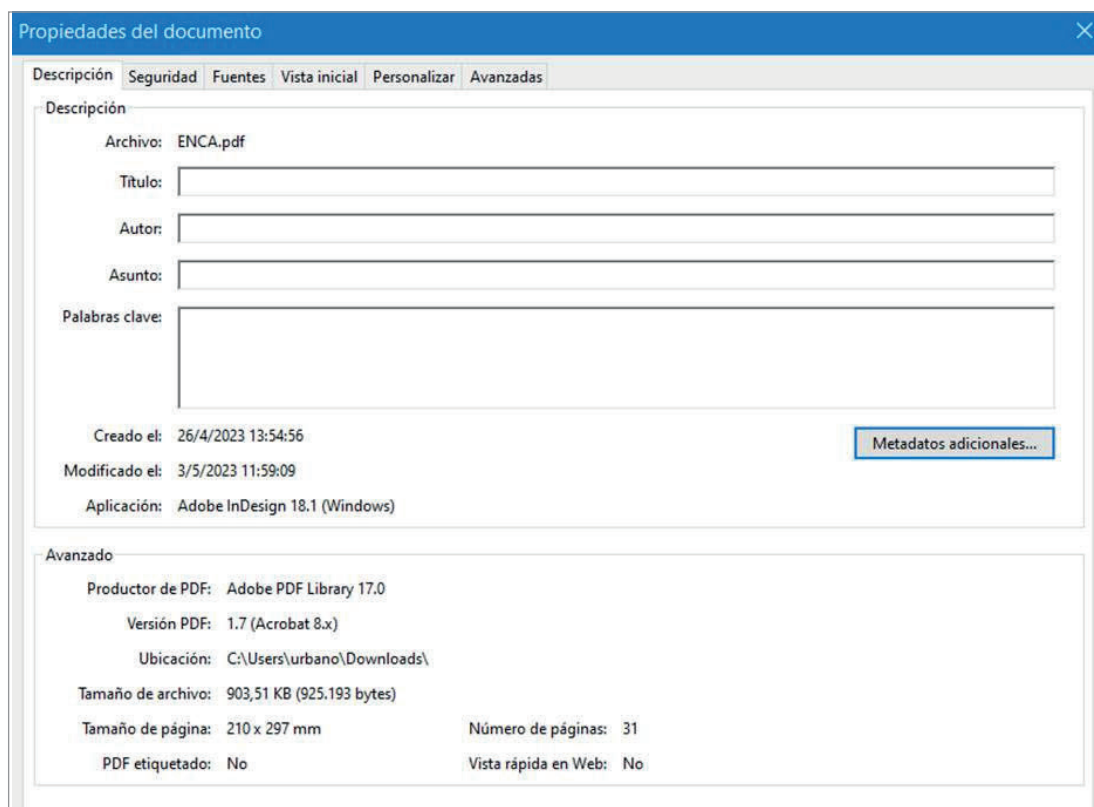 Propiedades del documento
Descripción Seguridad Fuentes Vista inicial Personalizar Avanzadas
Descripción
Archivo: ENCA.pdf
Título:
Autor:
Asunto:
Palabras clave:
Creado el: 26/4/2023 13:54:56
Metadatos adicionales...
Modificado el: 3/5/2023 11:59:09
Aplicación: Adobe InDesign 18.1 (Windows)
Avanzado
Productor de PDF: Adobe PDF Library 17.0
Versión PDF: 1.7 (Acrobat 8.x)
Ubicación: C:\Users\urbano\Downloads\
Tamaño de archivo: 903,51 KB (925.193 bytes)
Tamaño de página: 210 x 297 mm Número de páginas: 31
PDF etiquetado: No Vista rápida en Web: No